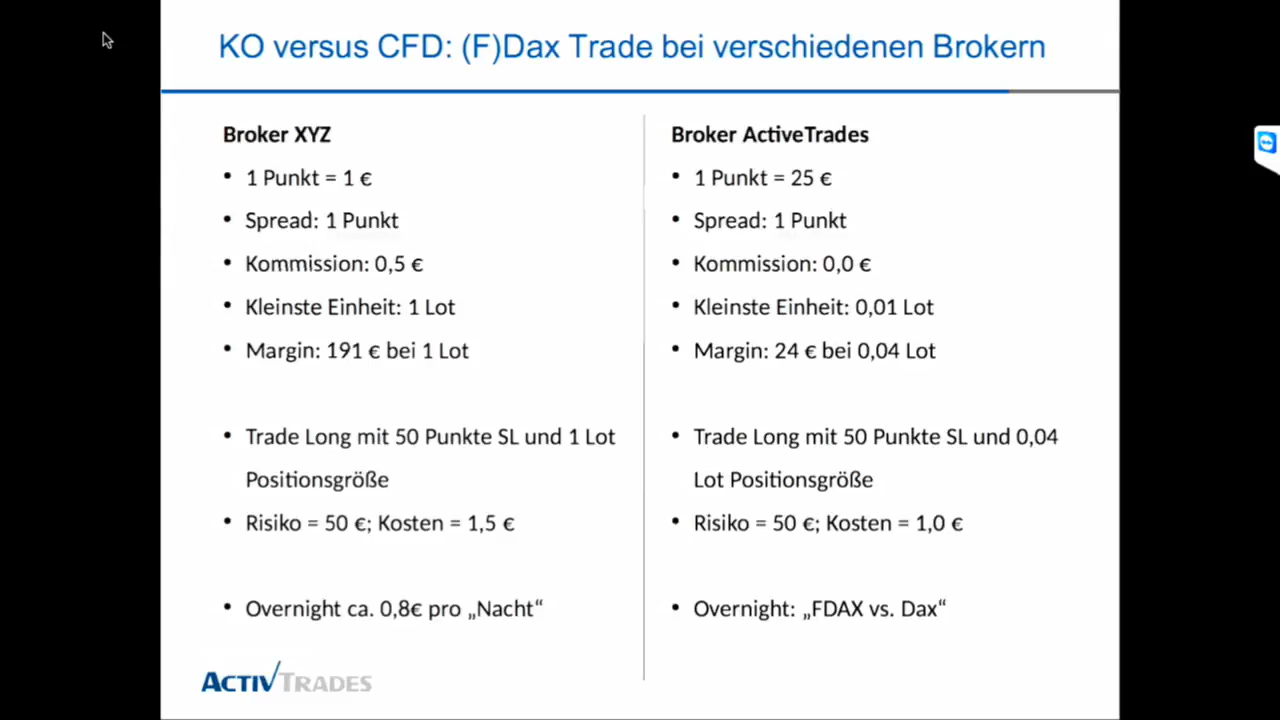 KO versus CFD: (F)Dax Trade bei verschiedenen Brokern
Broker XYZ
• 1 Punkt = 1 €
• Spread: 1 Punkt
• Kommission: 0,5 €
• Kleinste Einheit: 1 Lot
• Margin: 191 € bei 1 Lot
• Trade Long mit 50 Punkte SL und 1 Lot
Positionsgröße
• Risiko = 50 €; Kosten = 1,5 €
• Overnight ca. 0,8€ pro „Nacht“
Broker ActiveTrades
• 1 Punkt = 25 €
• Spread: 1 Punkt
• Kommission: 0,0 €
• Kleinste Einheit: 0,01 Lot
• Margin: 24 € bei 0,04 Lot
• Trade Long mit 50 Punkte SL und 0,04
Lot Positionsgröße
• Risiko = 50 €; Kosten = 1,0 €
• Overnight: „FDAX vs. Dax“
ACTIVTRADES